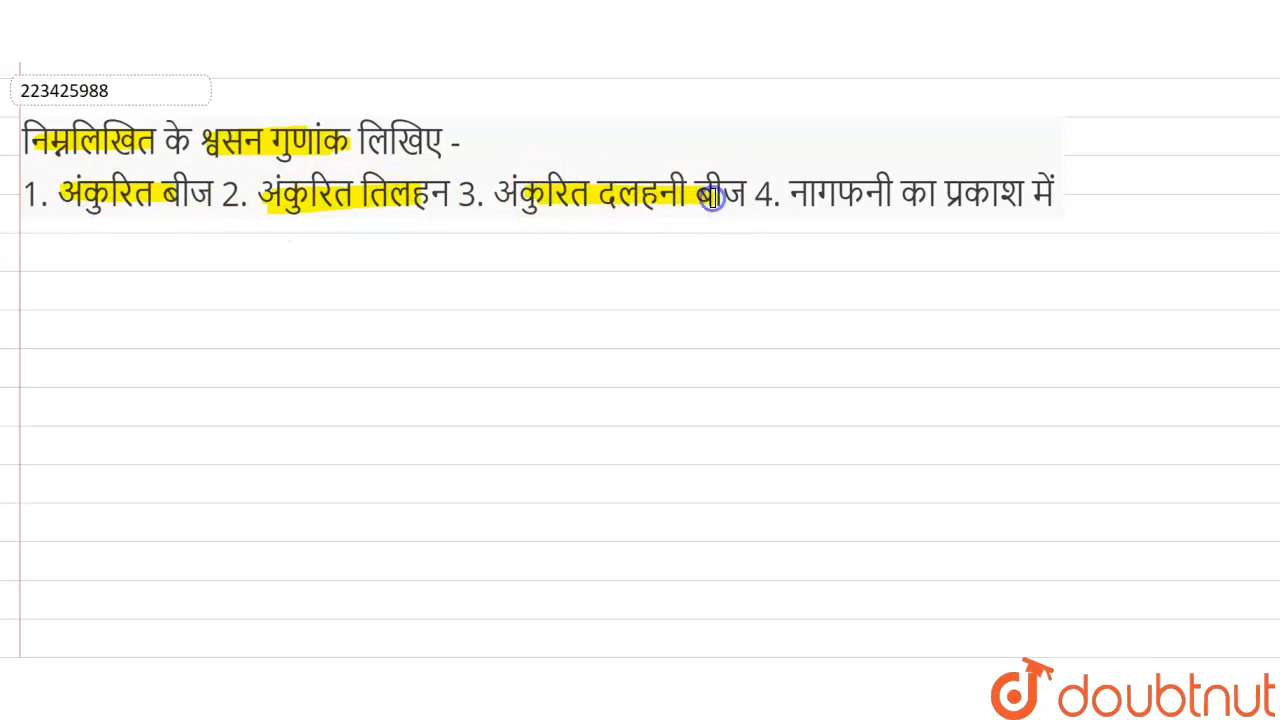 223425988
निम्नलिखित के श्वसन गुणांक लिखिए -
1. अंकुरित बीज 2. अंकुरित तिलहन 3. अंकुरित दलहनी बीज 4. नागफनी का प्रकाश में
doubtnut